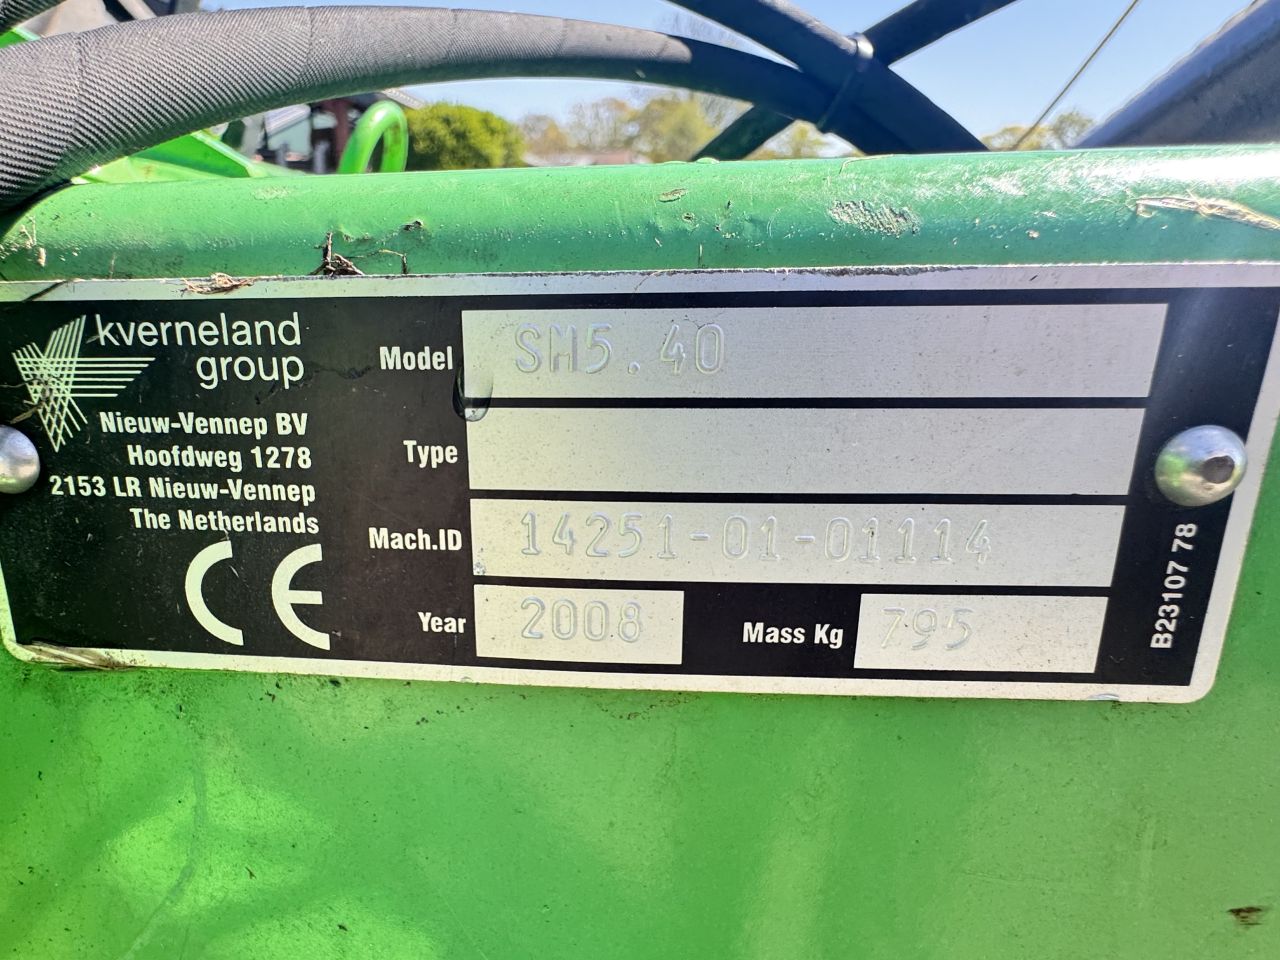 kverneland
group
Nieuw-Vennep BV
Hoofdweg 1278
2153 LR Nieuw-Vennep
The Netherlands
CE
Model SM5.40
Type
Mach.ID 14251-01-01114
Year 2008 Mass Kg 795
B231077 78